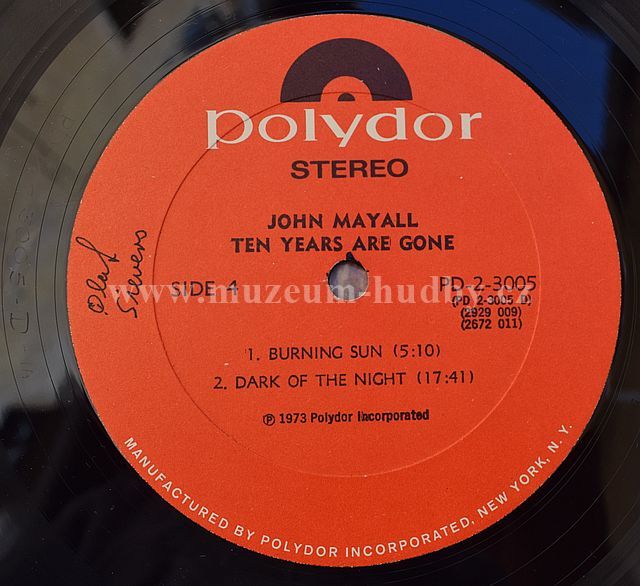 polydor
STEREO
JOHN MAYALL
TEN YEARS ARE GONE
Olaf
Stevens
SIDE 4
PD 2-3005
(PD 2-3005 D)
(2929 009)
(2672 011)
www.muzeum-hudby.cz
1. BURNING SUN (5:10)
2. DARK OF THE NIGHT (17:41)
℗ 1973 Polydor Incorporated
MANUFACTURED BY POLYDOR INCORPORATED, NEW YORK, N.Y.